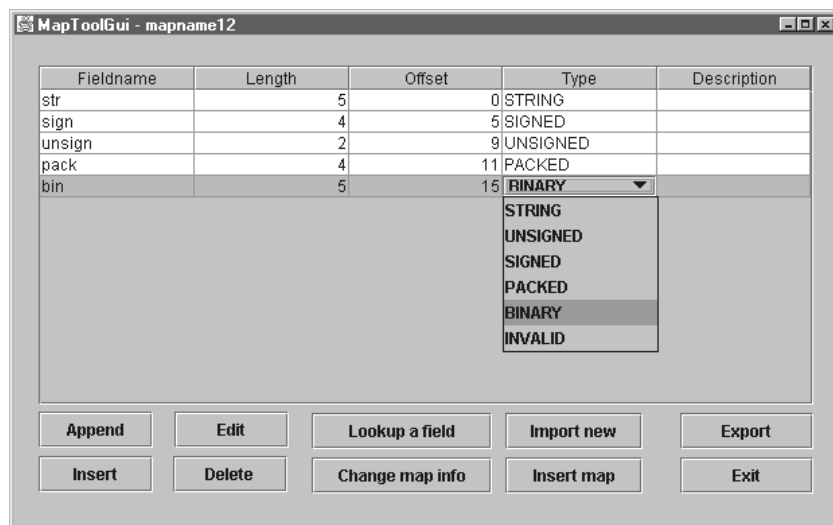 MapToolGui - mapname12
Fieldname Length Offset Type Description
str 5 0 STRING
sign 4 5 SIGNED
unsign 2 9 UNSIGNED
pack 4 11 PACKED
bin 5 15 BINARY
STRING
UNSIGNED
SIGNED
PACKED
BINARY
INVALID
Append Edit Lookup a field Import new Export
Insert Delete Change map info Insert map Exit